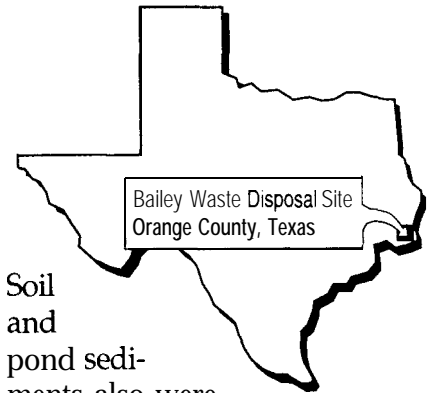 Bailey Waste Disposal Site
Orange County, Texas
Soil
and
pond sedi-
ments also were